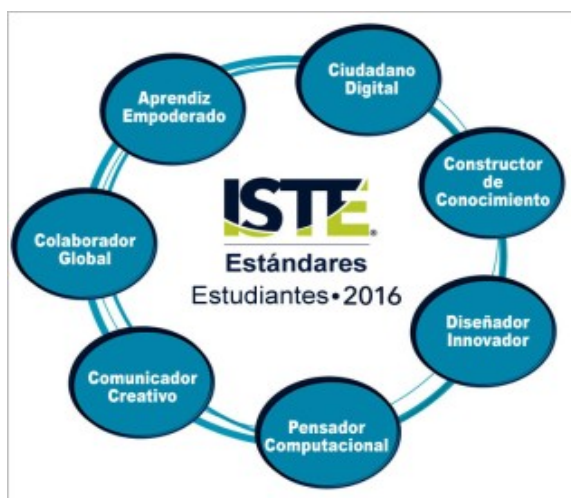 Ciudadano
Digital
Aprendiz
Empoderado
Constructor
de
Conocimiento
ISTE®
Colaborador
Global
Estándares
Estudiantes•2016
Diseñador
Innovador
Comunicador
Creativo
Pensador
Computacional